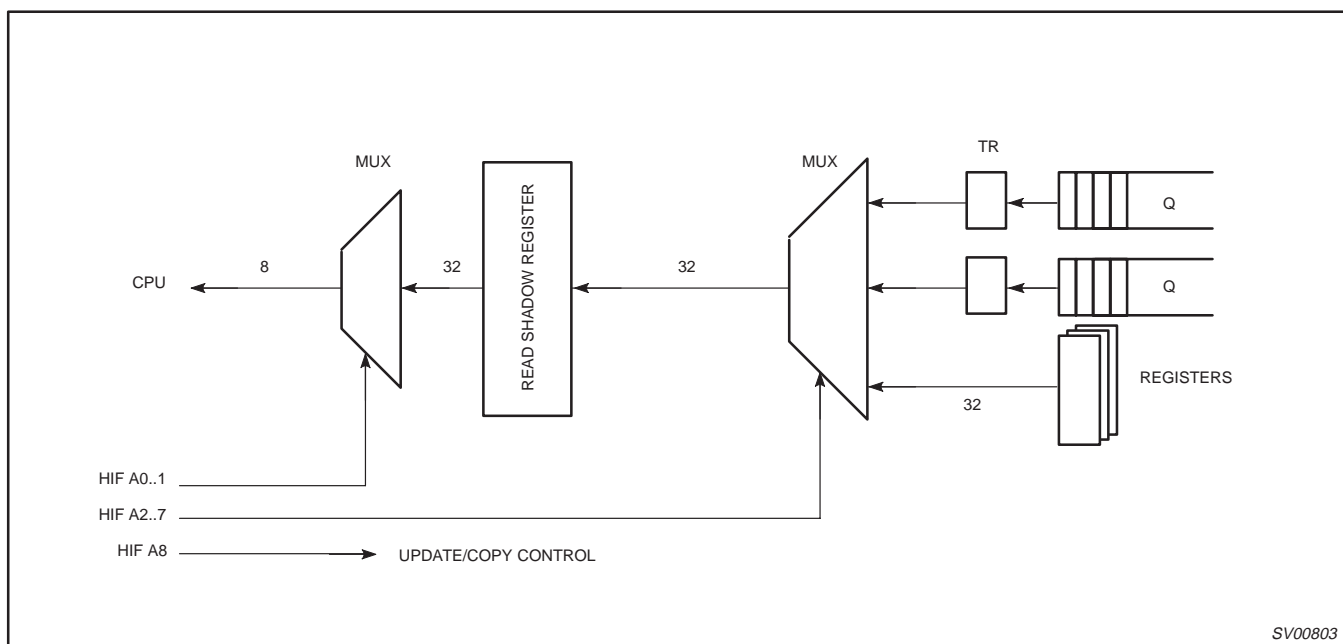 MUX
MUX
TR
Q
READ SHADOW REGISTER
CPU
8
32
32
Q
REGISTERS
32
HIF A0..1
HIF A2..7
HIF A8
UPDATE/COPY CONTROL
SV00803